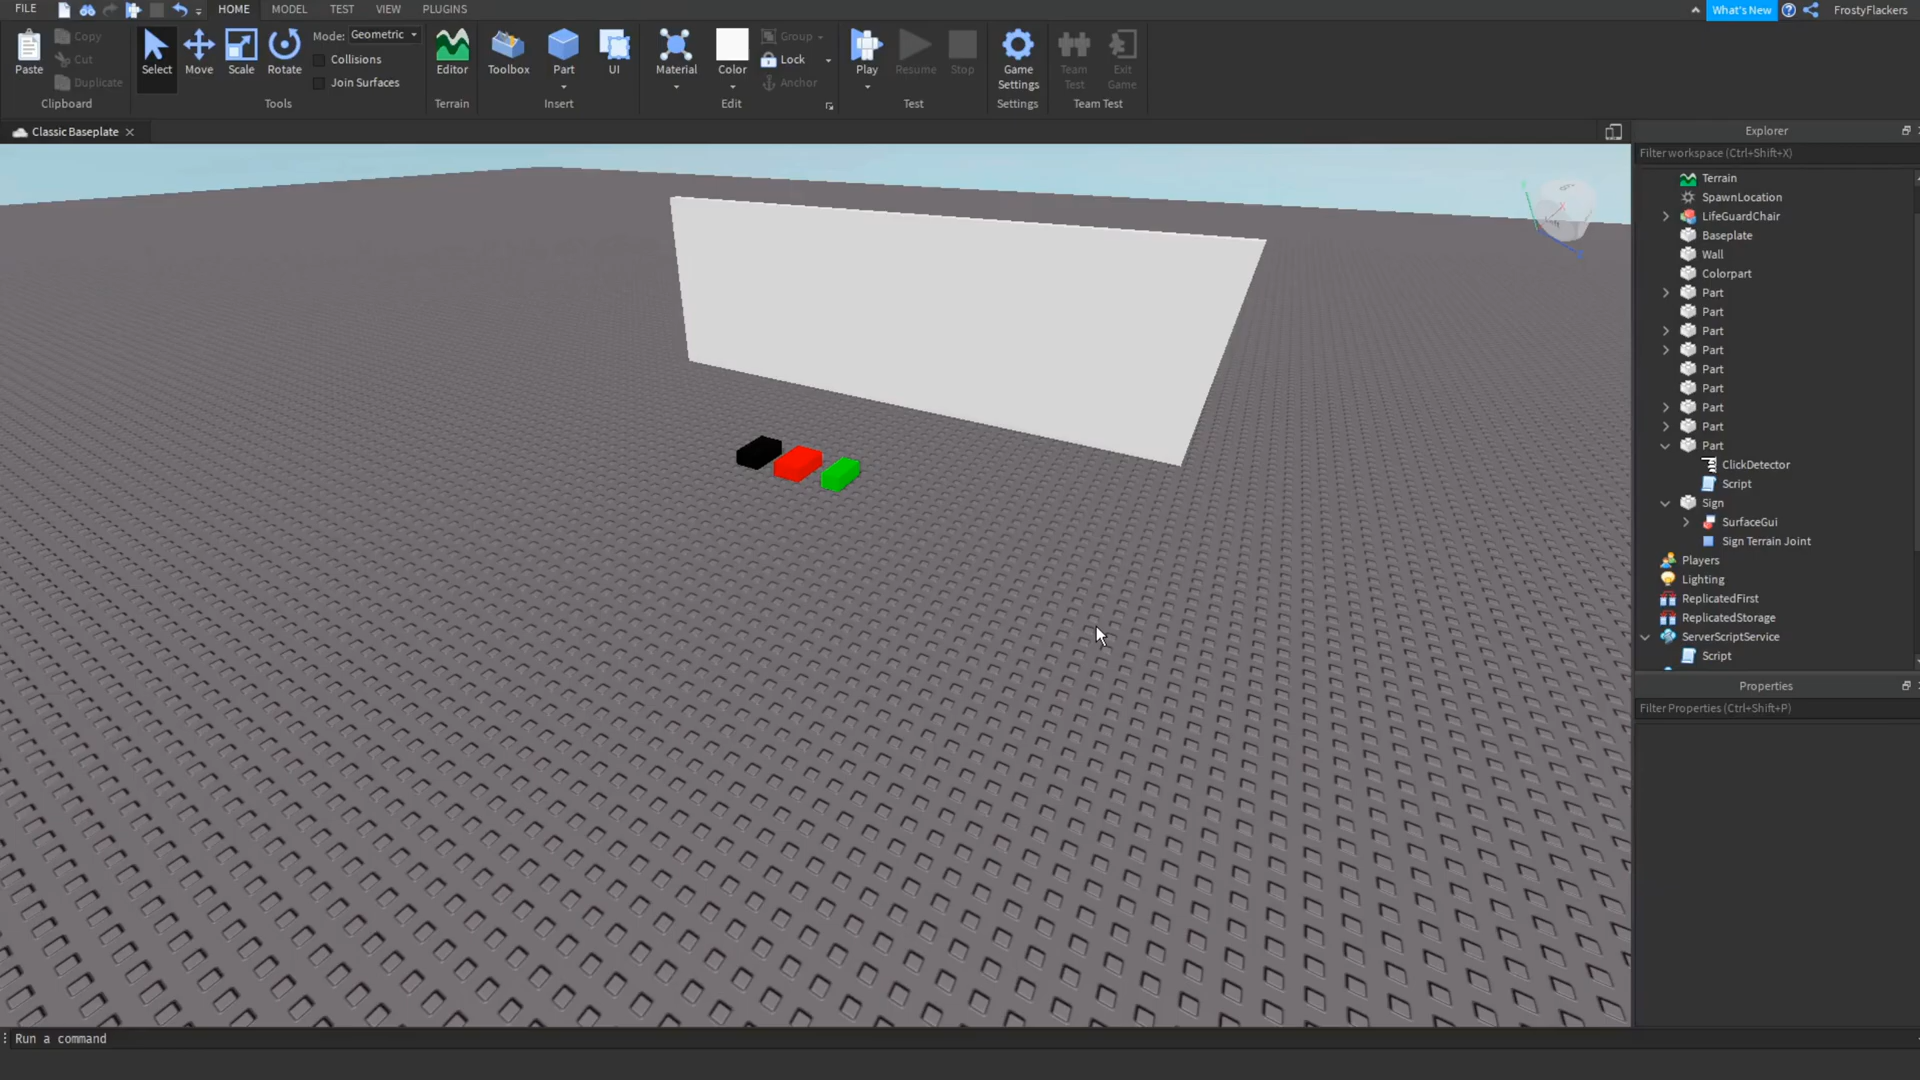 FILE HOME MODEL TEST VIEW PLUGINS What's New FrostyFlackers
Paste Copy Cut Duplicate Clipboard
Select Move Scale Rotate Mode: Geometric Collisions Join Surfaces Tools
Editor Terrain
Toolbox Part UI Insert
Material Color Group Lock Anchor Edit
Play Resume Stop Test
Game Settings Settings
Team Test Exit Game Team Test
Classic Baseplate
Explorer
Filter workspace (Ctrl+Shift+X)
Terrain
SpawnLocation
LifeGuardChair
Baseplate
Wall
Colorpart
Part
Part
Part
Part
Part
Part
Part
Part
Part
ClickDetector
Script
Sign
SurfaceGui
Sign Terrain Joint
Players
Lighting
ReplicatedFirst
ReplicatedStorage
ServerScriptService
Script
Properties
Filter Properties (Ctrl+Shift+P)
Run a command